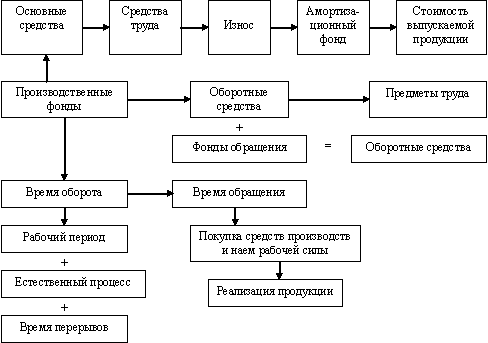 Основные
средства
Средства
труда
Износ
Амортиза-
ционный
фонд
Стоимость
выпускаемой
продукции
Производственные
фонды
Оборотные
средства
Предметы труда
+
Фонды обращения
=
Оборотные средства
Время оборота
Время обращения
Рабочий период
Покупка средств производств
и наем рабочей силы
+
Естественный процесс
Реализация продукции
+
Время перерывов